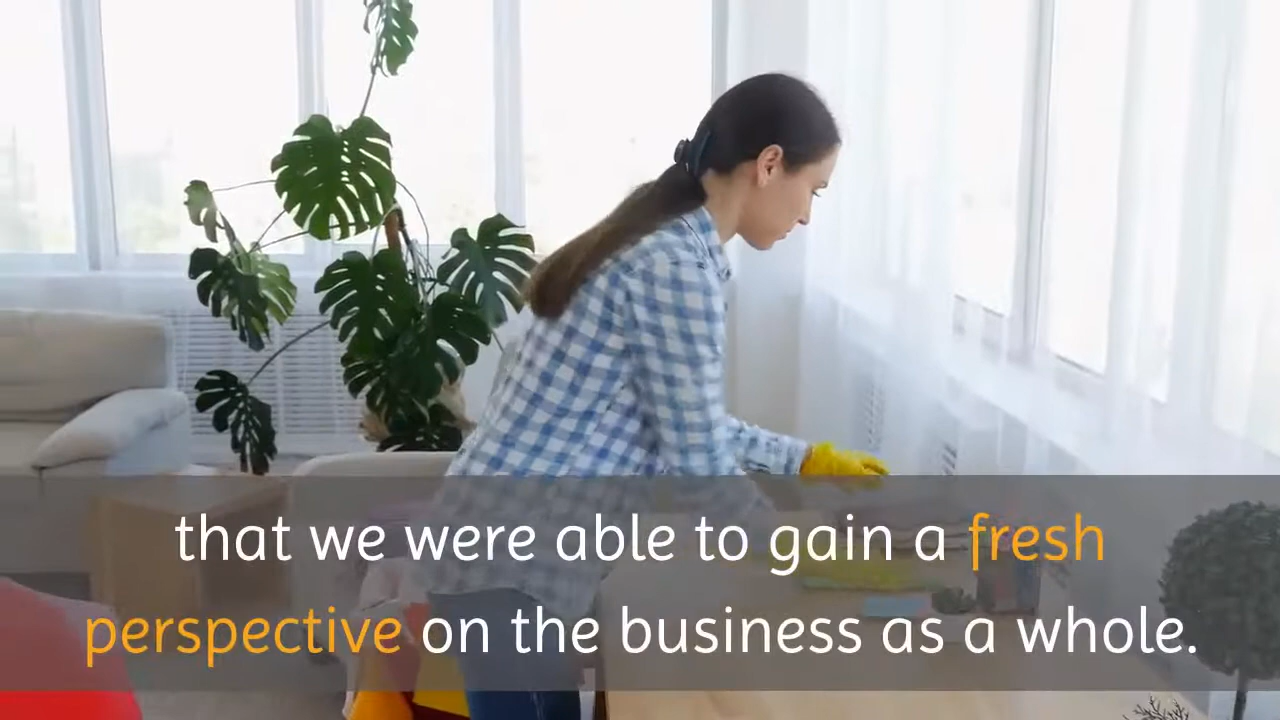 that we were able to gain a fresh
perspective on the business as a whole.